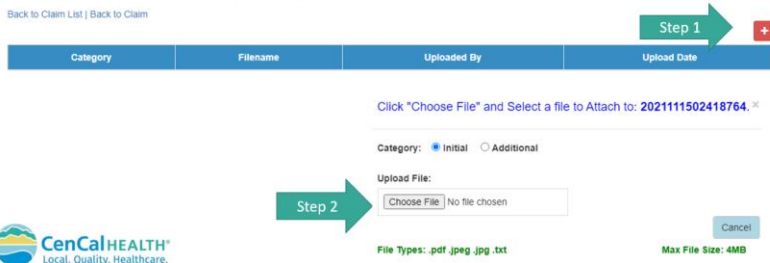 Back to Claim List | Back to Claim
Step 1
+
Category Filename Uploaded By Upload Date
Click "Choose File" and Select a file to Attach to: 2021111502418764. ×
Category: Initial Additional
Upload File:
Step 2
Choose File No file chosen
Cancel
CenCal HEALTH®
Local. Quality. Healthcare.
File Types: .pdf .jpeg .jpg .txt Max File Size: 4MB